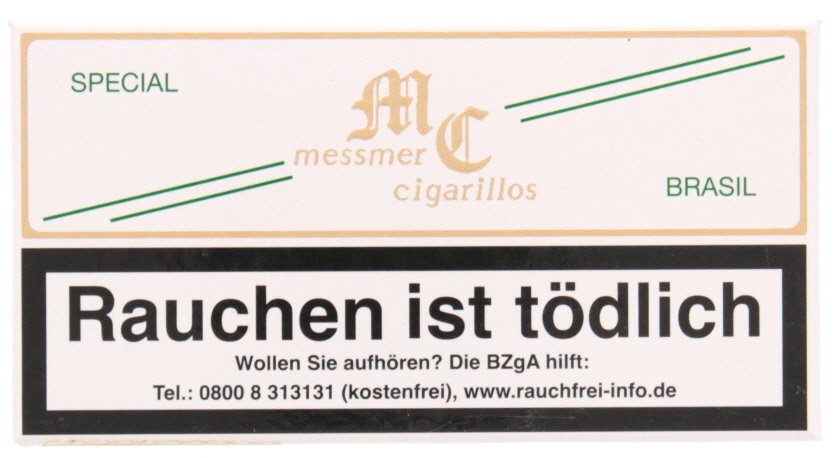 SPECIAL
MC
messmer
cigarillos
BRASIL
Rauchen ist tödlich
Wollen Sie aufhören? Die BZgA hilft:
Tel.: 0800 8 313131 (kostenfrei), www.rauchfrei-info.de